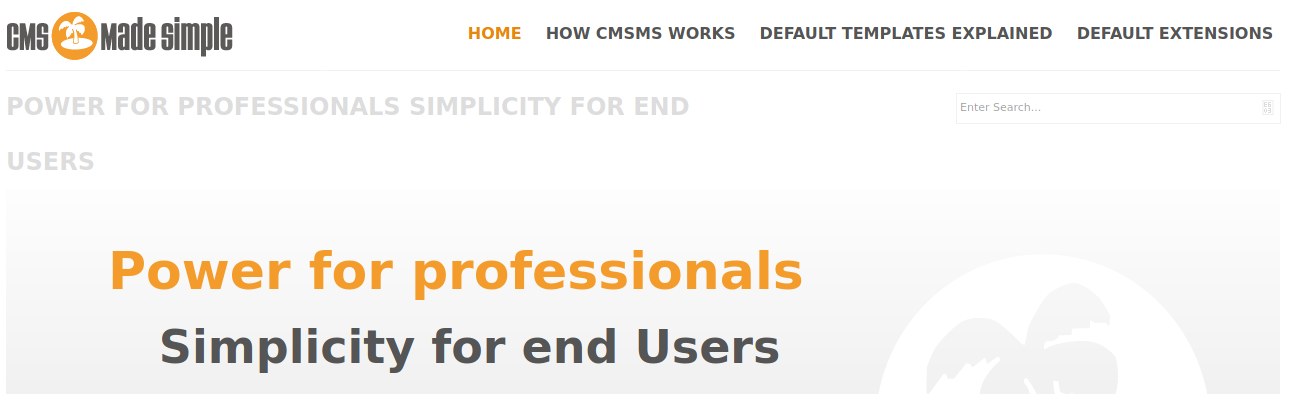 CMS Made Simple
HOME HOW CMSMS WORKS DEFAULT TEMPLATES EXPLAINED DEFAULT EXTENSIONS
POWER FOR PROFESSIONALS SIMPLICITY FOR END
USERS
Enter Search...
Power for professionals
Simplicity for end Users